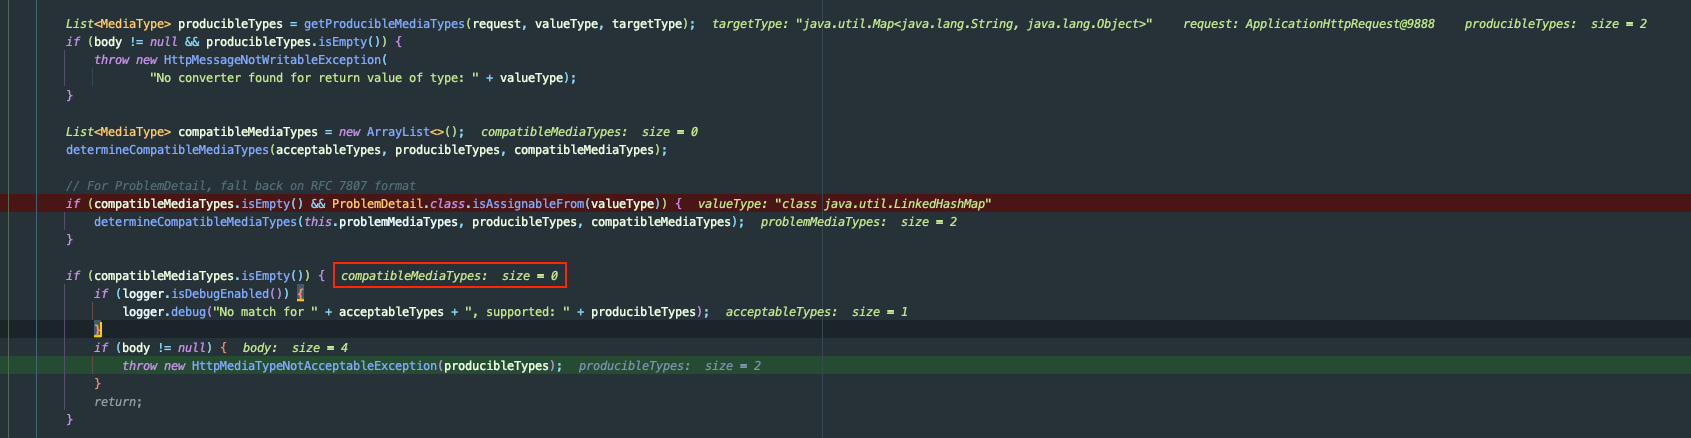 List<MediaType> producibleTypes = getProducibleMediaTypes(request, valueType, targetType);  targetType: "java.util.Map<java.lang.String, java.lang.Object>"    request: ApplicationHttpRequest@9888    producibleTypes:  size = 2
if (body != null && producibleTypes.isEmpty()) {
throw new HttpMessageNotWritableException(
"No converter found for return value of type: " + valueType);
}
List<MediaType> compatibleMediaTypes = new ArrayList<>();  compatibleMediaTypes:  size = 0
determineCompatibleMediaTypes(acceptableTypes, producibleTypes, compatibleMediaTypes);
// For ProblemDetail, fall back on RFC 7807 format
if (compatibleMediaTypes.isEmpty() && ProblemDetail.class.isAssignableFrom(valueType)) {  valueType: "class java.util.LinkedHashMap"
determineCompatibleMediaTypes(this.problemMediaTypes, producibleTypes, compatibleMediaTypes);  problemMediaTypes:  size = 2
}
if (compatibleMediaTypes.isEmpty()) {  compatibleMediaTypes:  size = 0
if (logger.isDebugEnabled()) {
logger.debug("No match for " + acceptableTypes + ", supported: " + producibleTypes);  acceptableTypes:  size = 1
}
if (body != null) {  body:  size = 4
throw new HttpMediaTypeNotAcceptableException(producibleTypes);  producibleTypes:  size = 2
}
return;
}